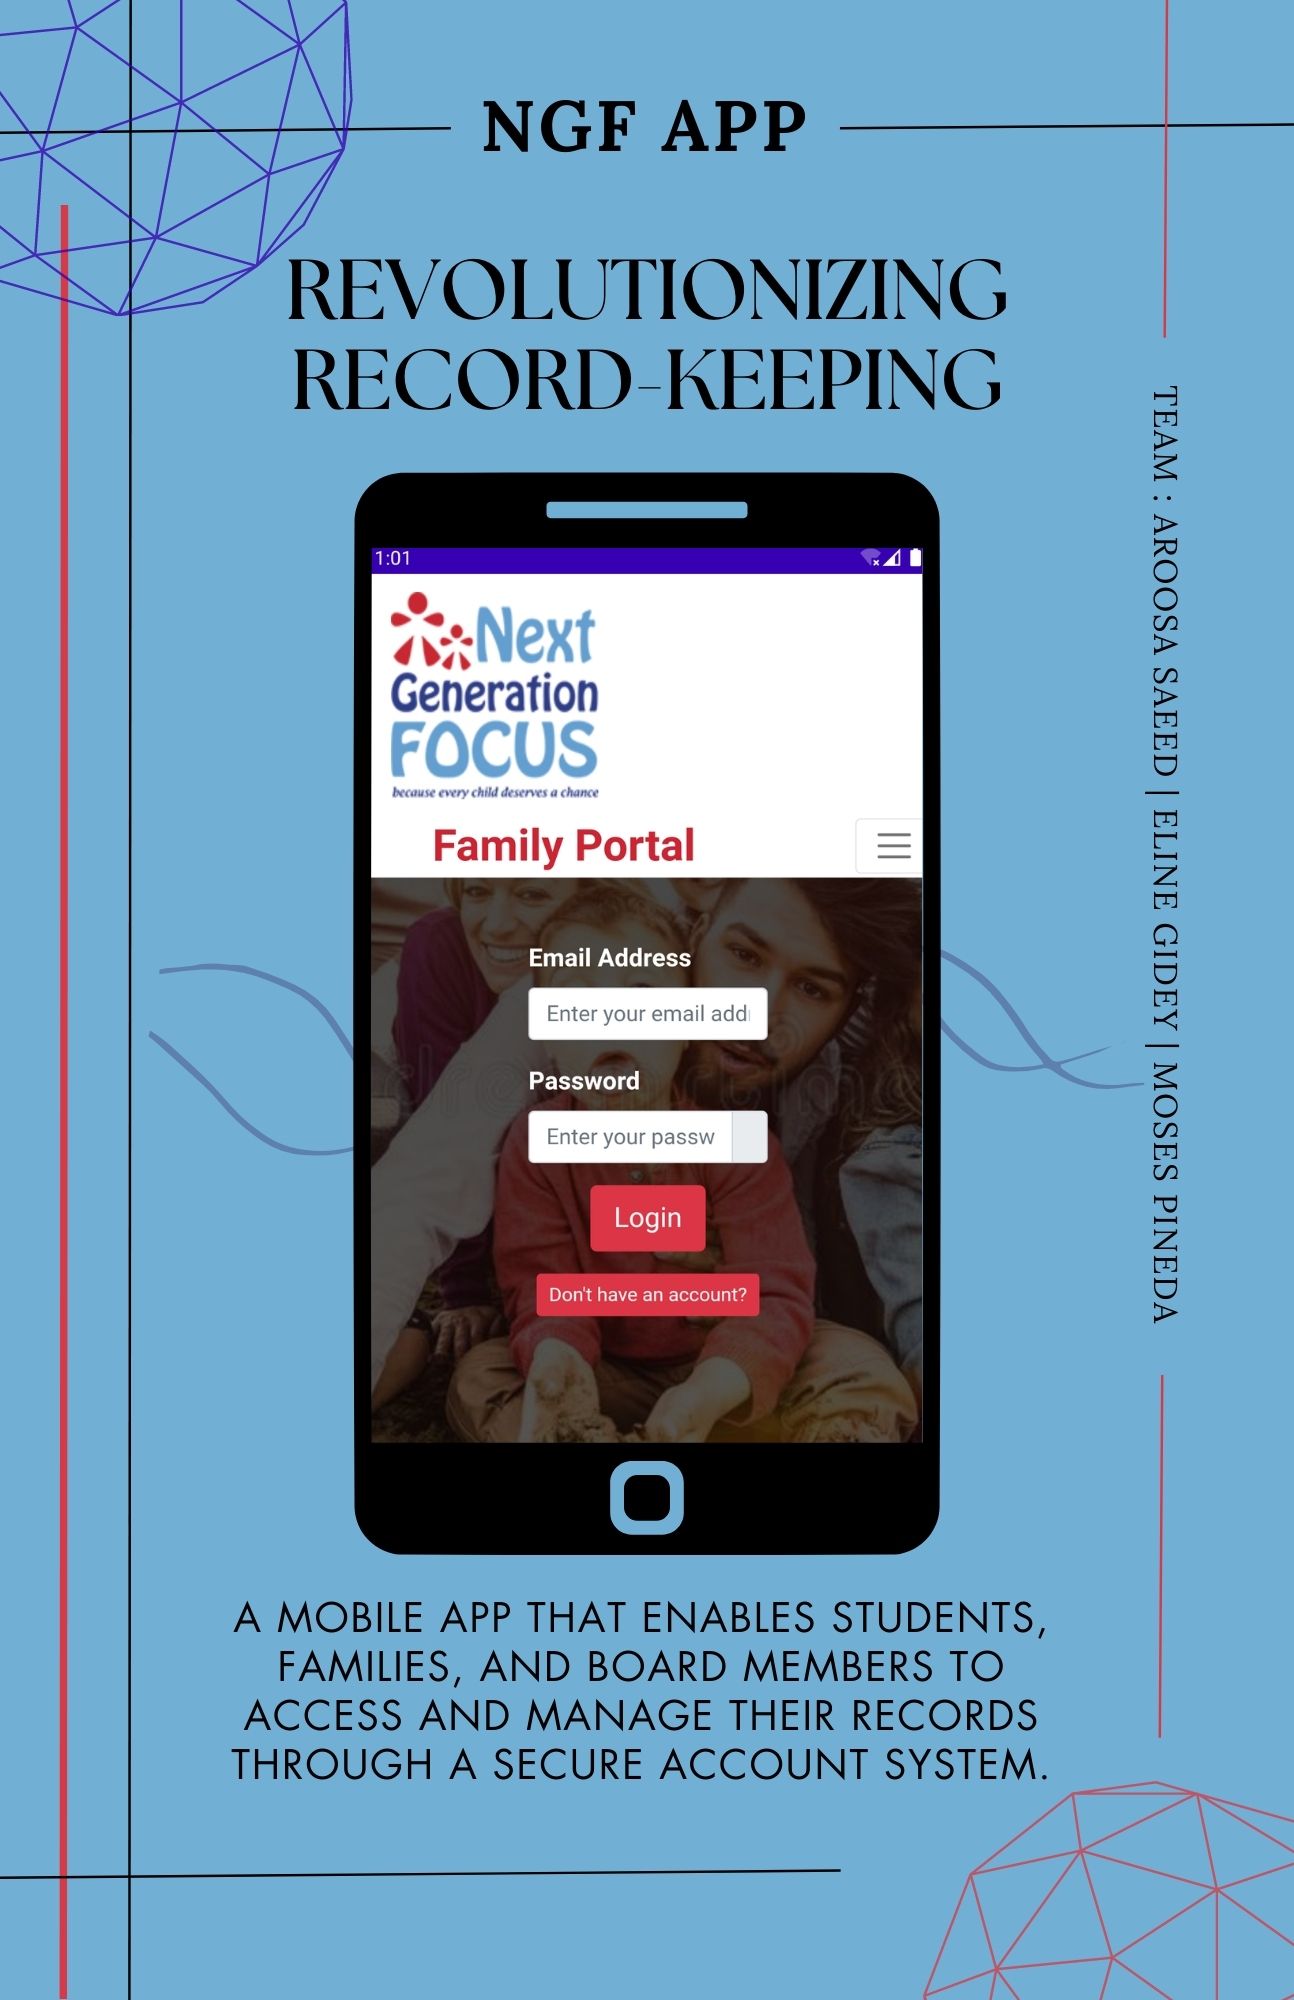 NGF APP
REVOLUTIONIZING
RECORD-KEEPING
1:01
Next
Generation
FOCUS
because every child deserves a chance
Family Portal
Email Address
Enter your email add
Password
Enter your passw
Login
Don't have an account?
TEAM : AROOSA SAEED | ELINE GIDEY | MOSES PINEDA
A MOBILE APP THAT ENABLES STUDENTS,
FAMILIES, AND BOARD MEMBERS TO
ACCESS AND MANAGE THEIR RECORDS
THROUGH A SECURE ACCOUNT SYSTEM.